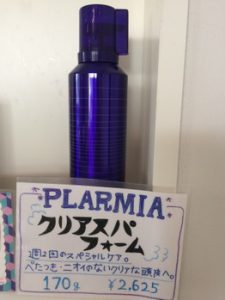 PLARMIA
クリアスパ
フォーム
週2回のスペシャルケア。
べたつき・ニオイのないクリアな頭皮へ。
170g ¥2,625